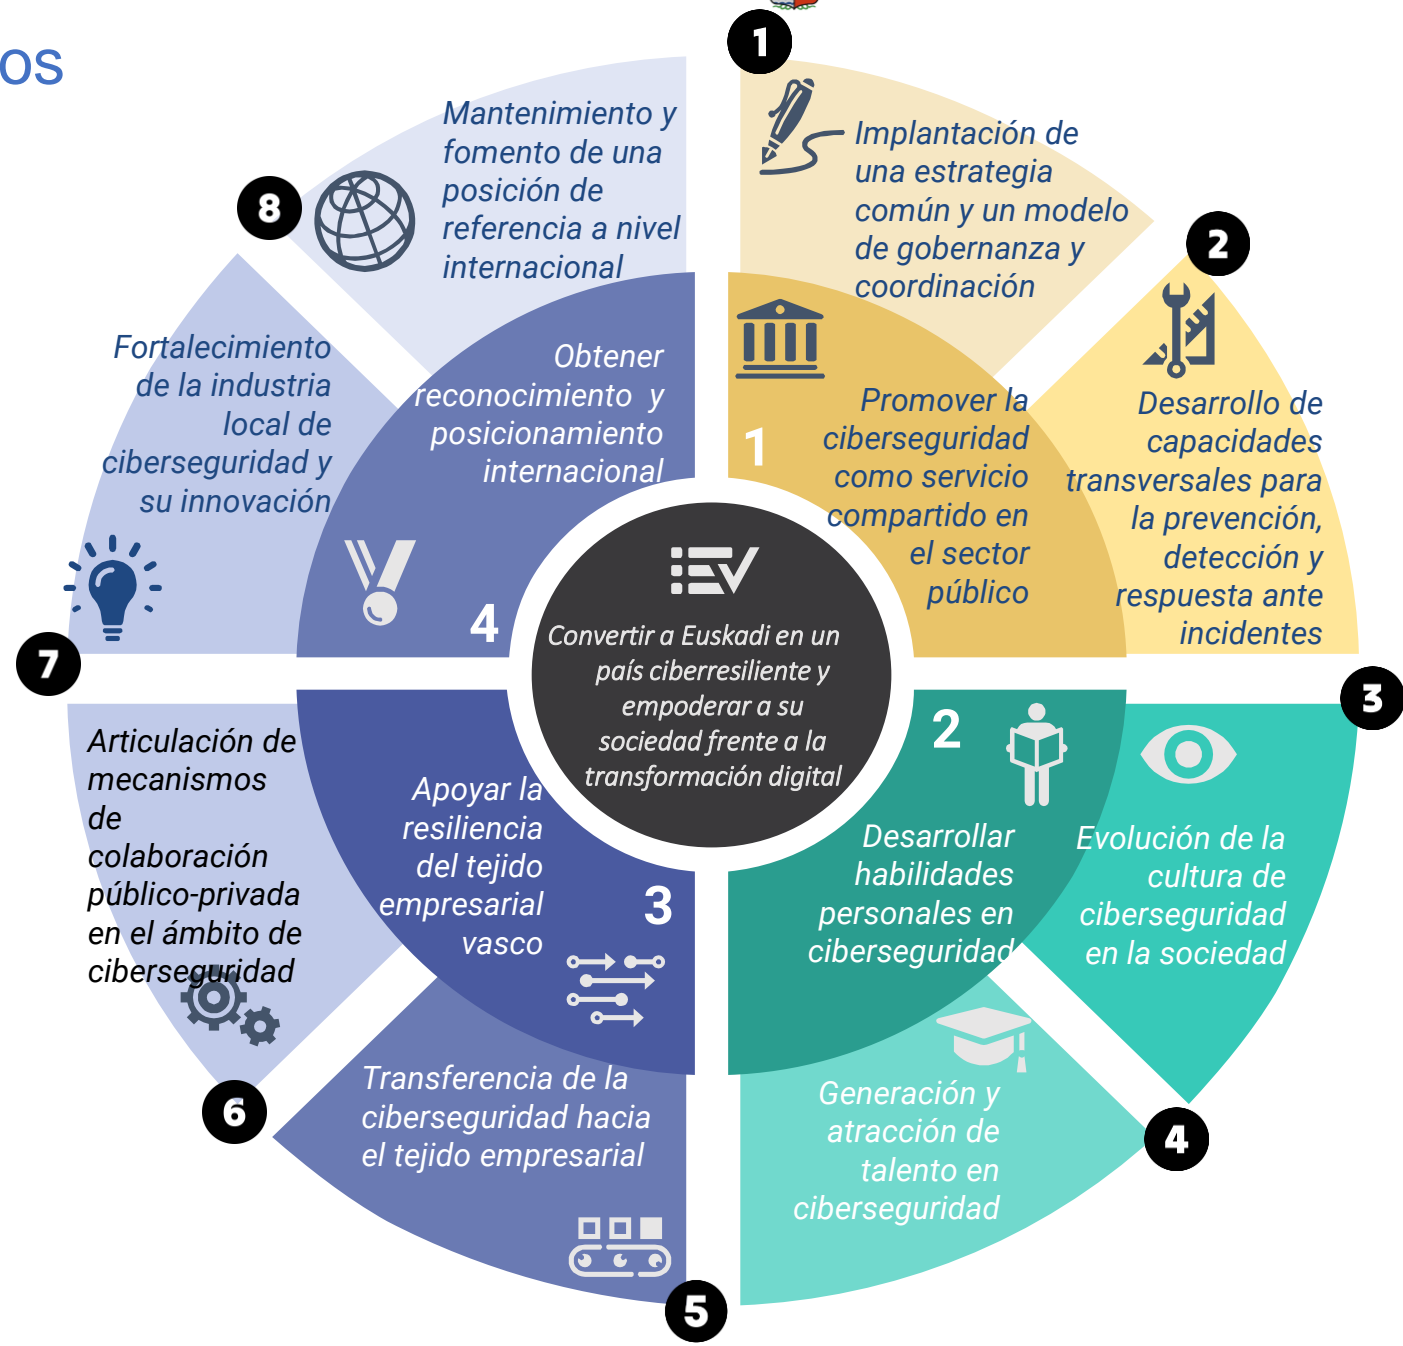 os
1
Implantación de
una estrategia
común y un modelo
de gobernanza y
coordinación
2
Desarrollo de
capacidades
transversales para
la prevención,
detección y
respuesta ante
incidentes
3
Evolución de la
cultura de
ciberseguridad
en la sociedad
4
Generación y
atracción de
talento en
ciberseguridad
5
Transferencia de la
ciberseguridad hacia
el tejido empresarial
6
Articulación de
mecanismos
de
colaboración
público-privada
en el ámbito de
ciberseguridad
7
Fortalecimiento
de la industria
local de
ciberseguridad y
su innovación
8
Mantenimiento y
fomento de una
posición de
referencia a nivel
internacional
1
Promover la
ciberseguridad
como servicio
compartido en
el sector
público
2
Desarrollar
habilidades
personales en
ciberseguridad
3
Apoyar la
resiliencia
del tejido
empresarial
vasco
4
Obtener
reconocimiento y
posicionamiento
internacional
Convertir a Euskadi en un
país ciberresiliente y
empoderar a su
sociedad frente a la
transformación digital